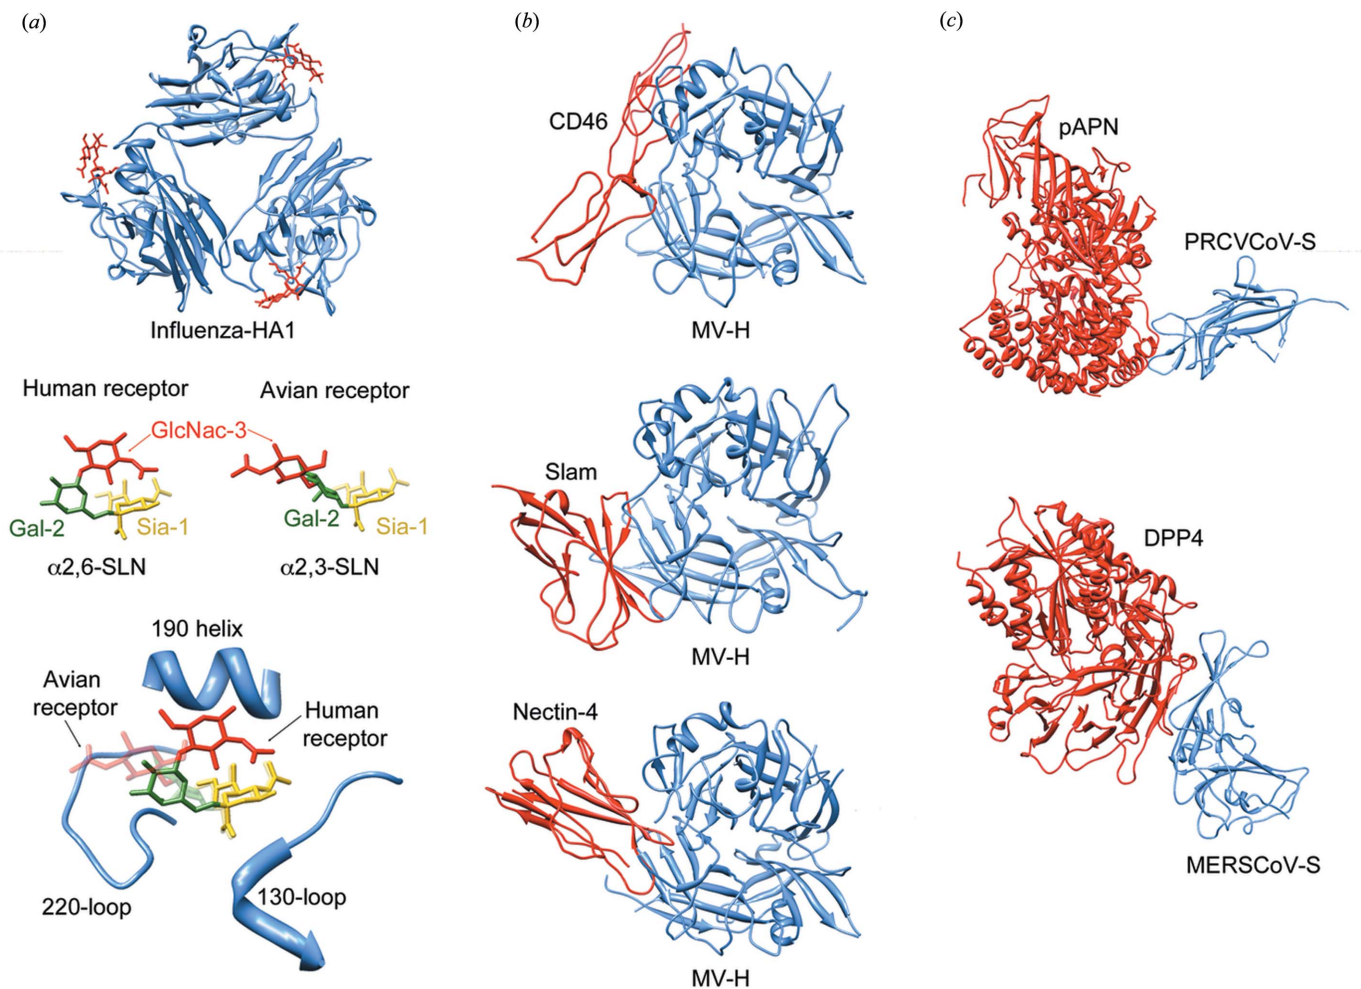 (a)
Influenza-HA1
Human receptor
Avian receptor
GlcNac-3
Gal-2
Sia-1
Gal-2
Sia-1
α2,6-SLN
α2,3-SLN
190 helix
Avian
receptor
Human
receptor
220-loop
130-loop
(b)
CD46
MV-H
Slam
MV-H
Nectin-4
MV-H
(c)
pAPN
PRCVCoV-S
DPP4
MERSCoV-S